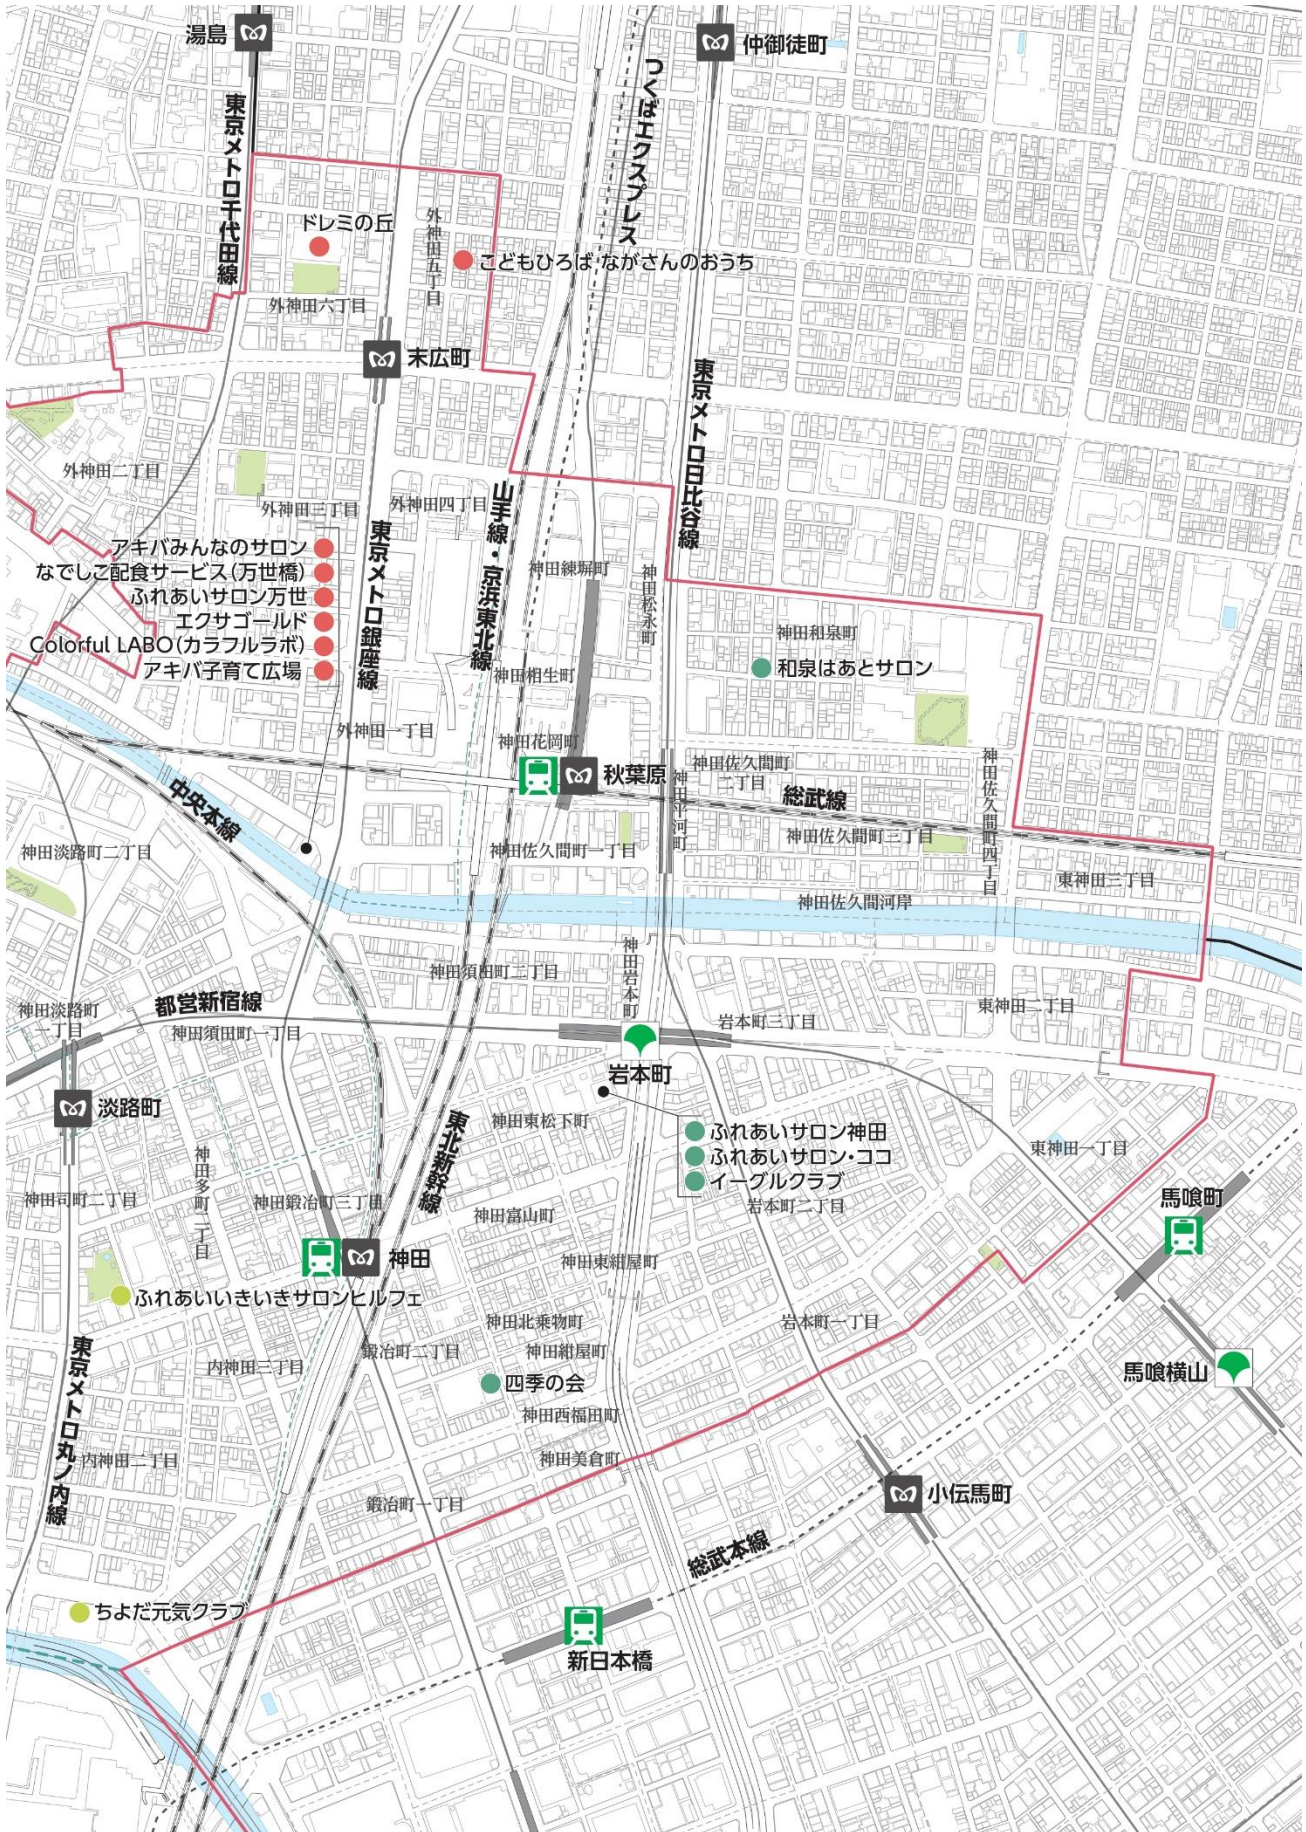 湯島
仲御徒町
つくばエクスプレス
東京メトロ千代田線
ドレミの丘
外神田五丁目
こどもひろば ながさんのおうち
外神田六丁目
末広町
東京メトロ日比谷線
外神田二丁目
外神田三丁目
外神田四丁目
山手線・京浜東北線
東京メトロ銀座線
アキバみんなのサロン
なでしこ配食サービス(万世橋)
ふれあいサロン万世
エクサゴールド
Colorful LABO(カラフルラボ)
アキバ子育て広場
神田練塀町
神田松永町
神田和泉町
和泉はあとサロン
神田相生町
外神田一丁目
神田花岡町
秋葉原
神田佐久間町
二丁目
神田平河町
総武線
神田佐久間町三丁目
神田佐久間町四丁目
中央本線
神田淡路町二丁目
神田佐久間町一丁目
東神田三丁目
神田佐久間河岸
神田須田町二丁目
神田岩本町
東神田二丁目
都営新宿線
神田淡路町
一丁目
神田須田町一丁目
岩本町三丁目
岩本町
淡路町
神田東松下町
東北新幹線
ふれあいサロン神田
ふれあいサロン・ココ
イーグルクラブ
東神田一丁目
神田司町二丁目
神田多町二丁目
神田鍛冶町三丁目
神田富山町
岩本町二丁目
馬喰町
神田
神田東紺屋町
ふれあいいきいきサロンヒルフェ
神田北乗物町
岩本町一丁目
東京メトロ丸ノ内線
内神田三丁目
鍛冶町二丁目
神田紺屋町
馬喰横山
四季の会
神田西福田町
内神田二丁目
神田美倉町
鍛冶町一丁目
小伝馬町
総武本線
ちよだ元気クラブ
新日本橋